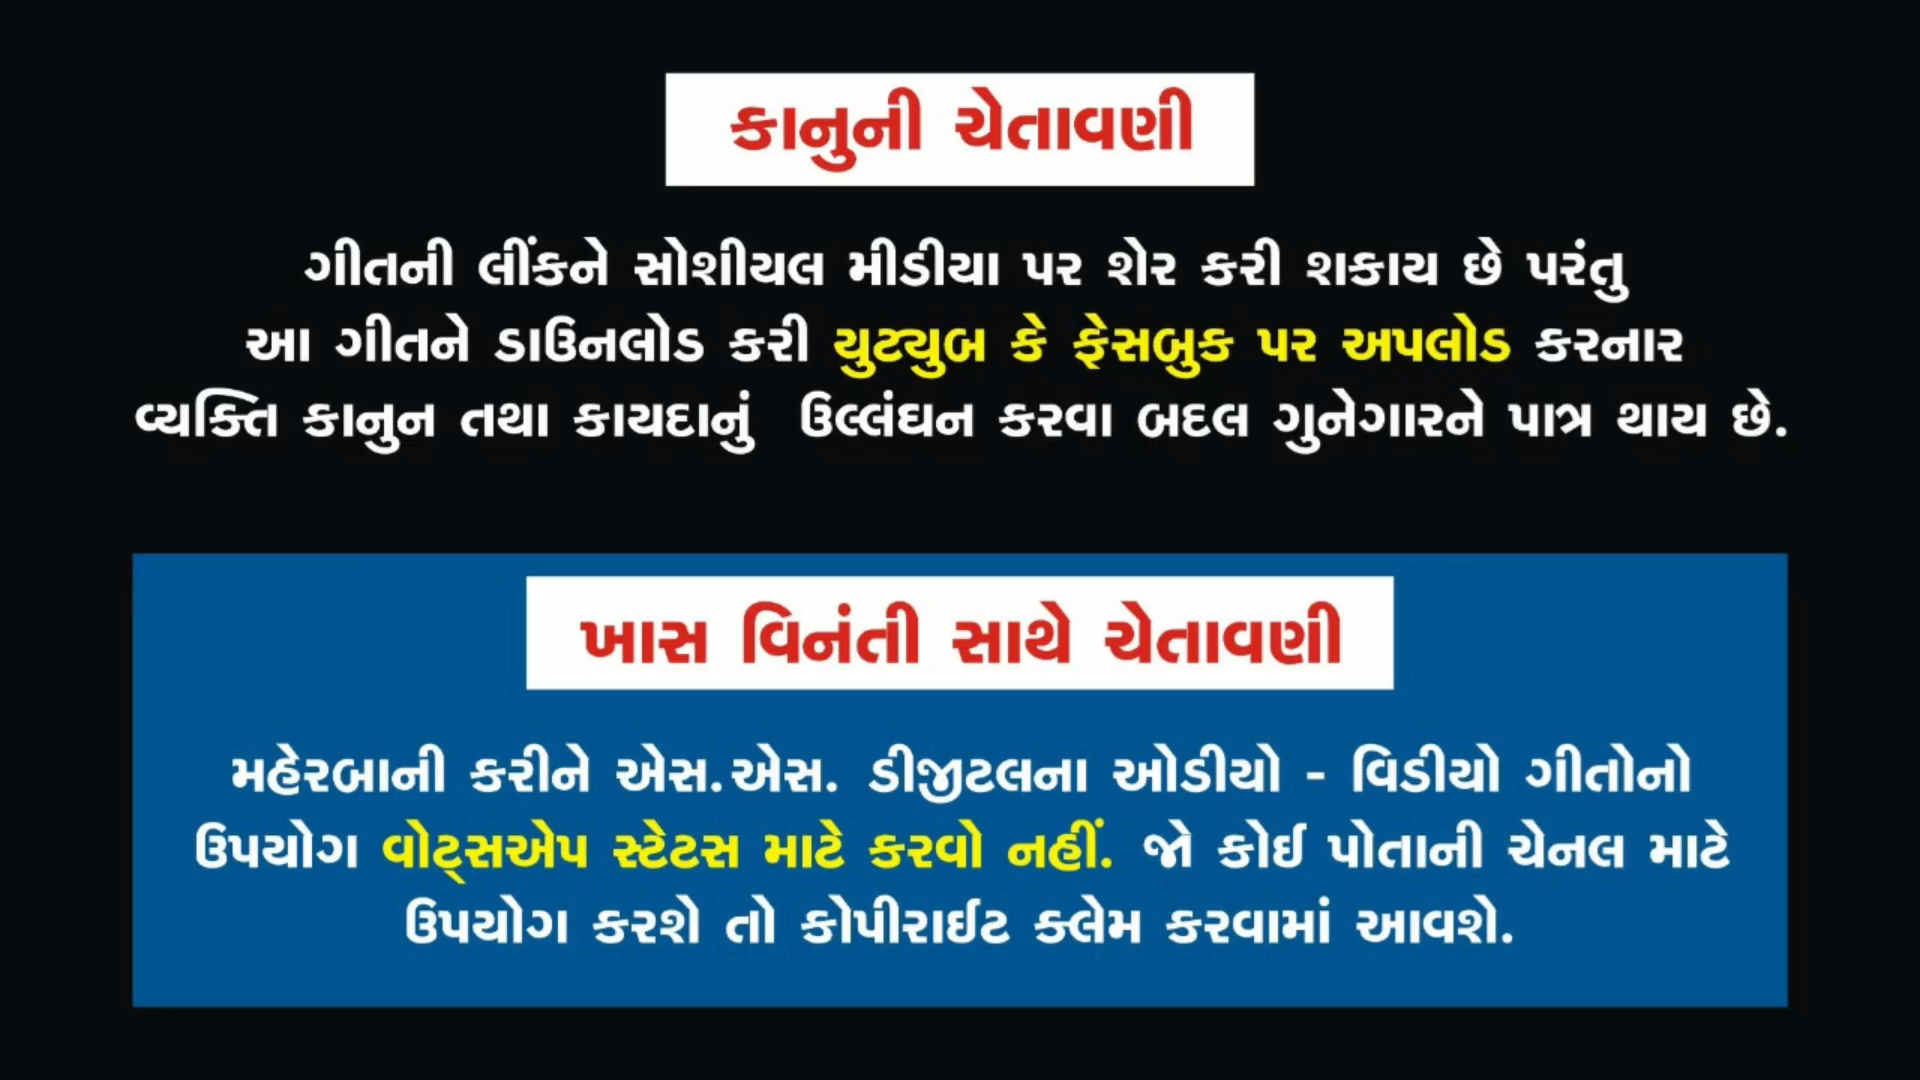 કાનુની ચેતાવણી
ગીતની લીંકને સોશીયલ મીડીયા પર શેર કરી શકાય છે પરંતુ
આ ગીતને ડાઉનલોડ કરી યુટ્યુબ કે ફેસબુક પર અપલોડ કરનાર
વ્યક્તિ કાનુન તથા કાયદાનું ઉલ્લંઘન કરવા બદલ ગુનેગારને પાત્ર થાય છે.
ખાસ વિનંતી સાથે ચેતાવણી
મહેરબાની કરીને એસ.એસ. ડીજીટલના ઓડીયો - વિડીયો ગીતોનો
ઉપયોગ વોટ્સએપ સ્ટેટસ માટે કરવો નહીં. જો કોઈ પોતાની ચેનલ માટે
ઉપયોગ કરશે તો કોપીરાઈટ ક્લેમ કરવામાં આવશે.